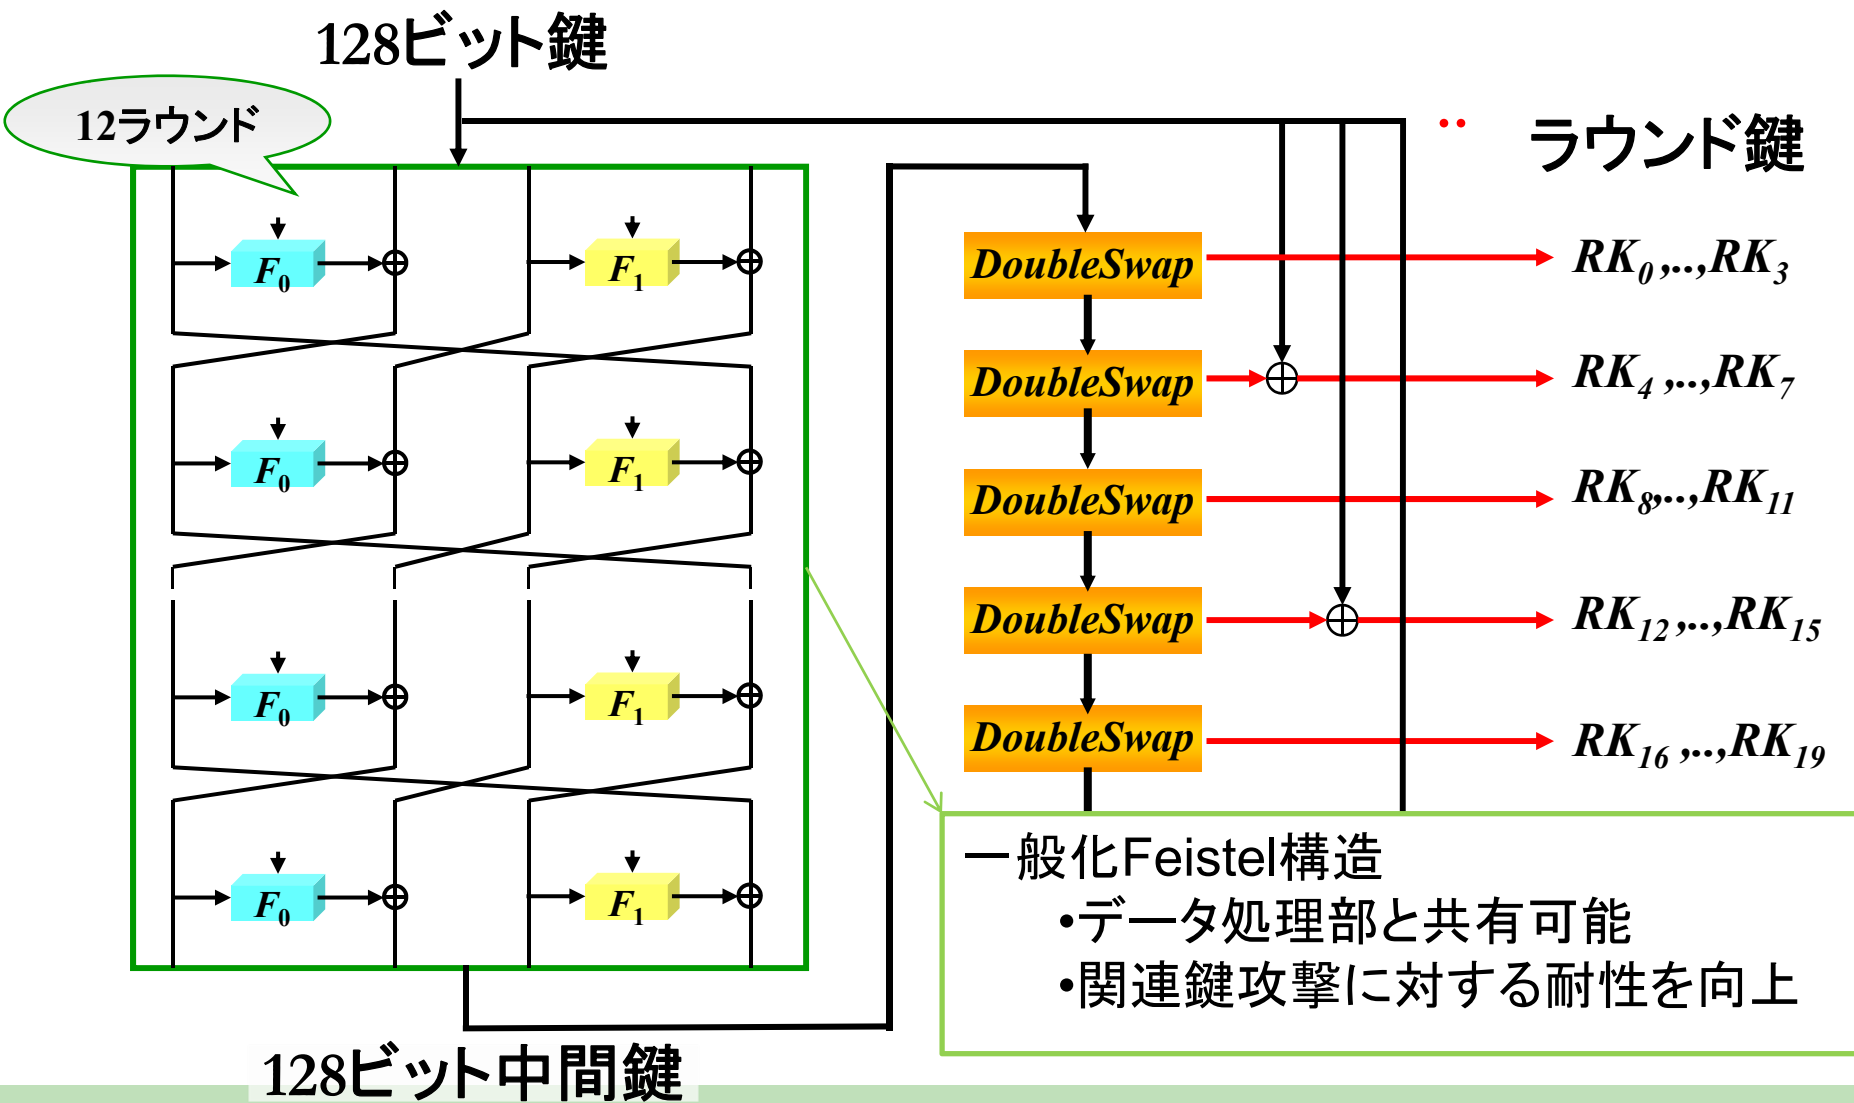 128ビット鍵
12ラウンド
ラウンド鍵
F0
F1
F0
F1
F0
F1
F0
F1
DoubleSwap
RK0,..,RK3
DoubleSwap
RK4,..,RK7
DoubleSwap
RK8,..,RK11
DoubleSwap
RK12,..,RK15
DoubleSwap
RK16,..,RK19
一般化Feistel構造
•データ処理部と共有可能
•関連鍵攻撃に対する耐性を向上
128ビット中間鍵